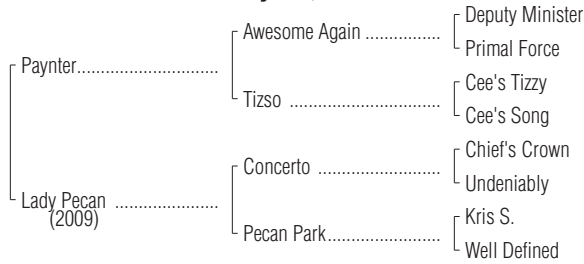 Deputy Minister
Awesome Again ..................
Primal Force
Paynter.................................
Cee's Tizzy
Tizso ....................................
Cee's Song
Chief's Crown
Concerto .............................
Undeniably
Lady Pecan ........................
(2009)
Kris S.
Pecan Park..........................
Well Defined